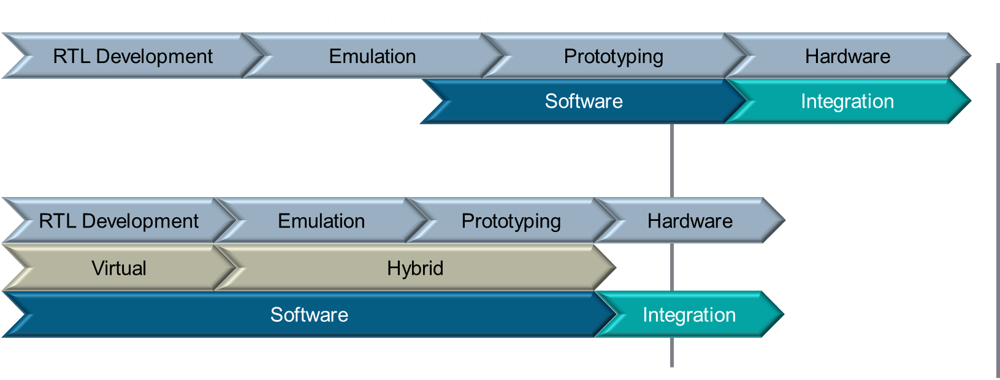 RTL Development
Emulation
Prototyping
Hardware
Software
Integration
RTL Development
Emulation
Prototyping
Hardware
Virtual
Hybrid
Software
Integration